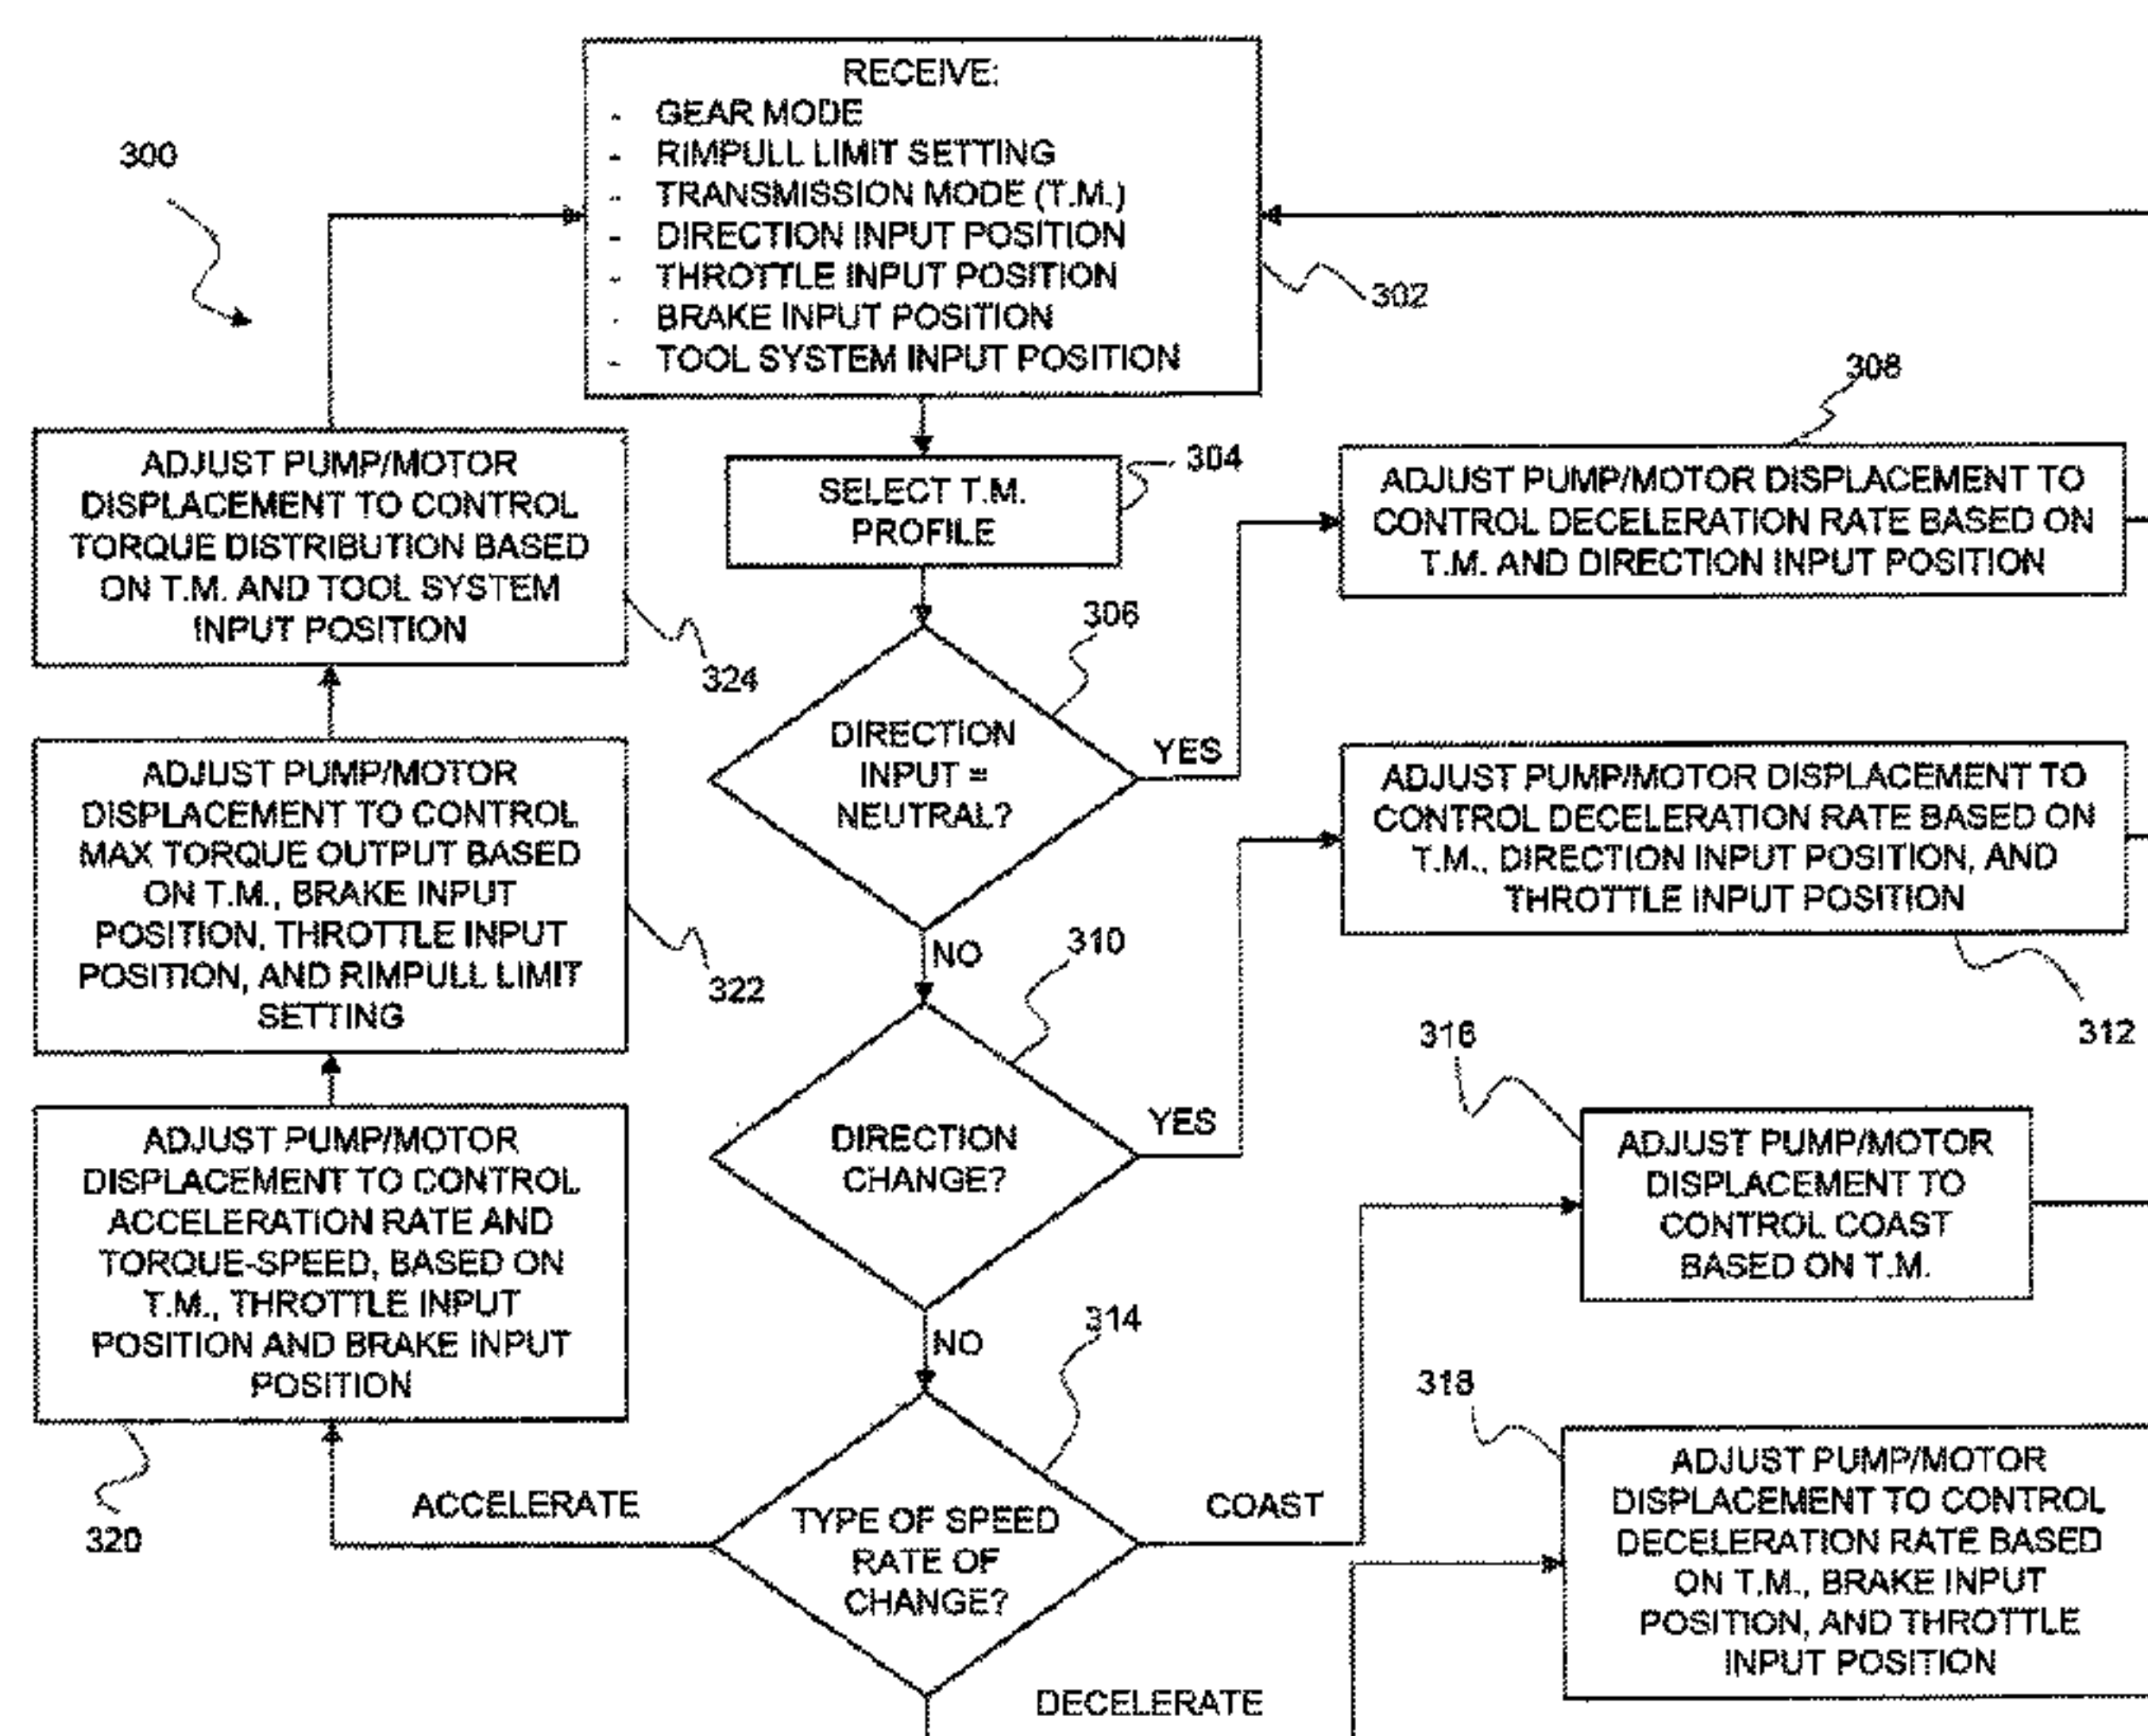 RECEIVE:
- GEAR MODE
- RIMPULL LIMIT SETTING
- TRANSMISSION MODE (T.M.)
- DIRECTION INPUT POSITION
- THROTTLE INPUT POSITION
- BRAKE INPUT POSITION
- TOOL SYSTEM INPUT POSITION
300
302
304
SELECT T.M.
PROFILE
306
DIRECTION
INPUT =
NEUTRAL?
YES
NO
308
ADJUST PUMP/MOTOR DISPLACEMENT TO
CONTROL DECELERATION RATE BASED ON
T.M. AND DIRECTION INPUT POSITION
310
DIRECTION
CHANGE?
YES
NO
ADJUST PUMP/MOTOR DISPLACEMENT TO
CONTROL DECELERATION RATE BASED ON
T.M., DIRECTION INPUT POSITION, AND
THROTTLE INPUT POSITION
312
314
TYPE OF SPEED
RATE OF
CHANGE?
ACCELERATE
COAST
DECELERATE
316
ADJUST PUMP/MOTOR
DISPLACEMENT TO
CONTROL COAST
BASED ON T.M.
318
ADJUST PUMP/MOTOR
DISPLACEMENT TO CONTROL
DECELERATION RATE BASED
ON T.M., BRAKE INPUT
POSITION, AND THROTTLE
INPUT POSITION
ADJUST PUMP/MOTOR
DISPLACEMENT TO CONTROL
ACCELERATION RATE AND
TORQUE-SPEED, BASED ON
T.M., THROTTLE INPUT
POSITION AND BRAKE INPUT
POSITION
320
ADJUST PUMP/MOTOR
DISPLACEMENT TO CONTROL
MAX TORQUE OUTPUT BASED
ON T.M., BRAKE INPUT
POSITION, THROTTLE INPUT
POSITION, AND RIMPULL LIMIT
SETTING
322
ADJUST PUMP/MOTOR
DISPLACEMENT TO CONTROL
TORQUE DISTRIBUTION BASED
ON T.M. AND TOOL SYSTEM
INPUT POSITION
324